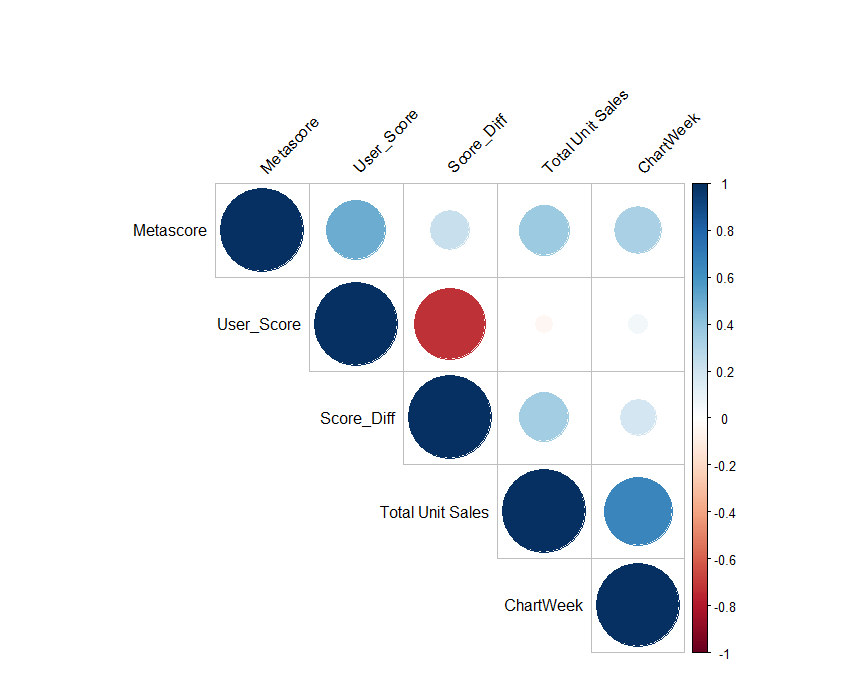 Metascore
User_Score
Score_Diff
Total Unit Sales
ChartWeek
Metascore
User_Score
Score_Diff
Total Unit Sales
ChartWeek
1
0.8
0.6
0.4
0.2
0
-0.2
-0.4
-0.6
-0.8
-1